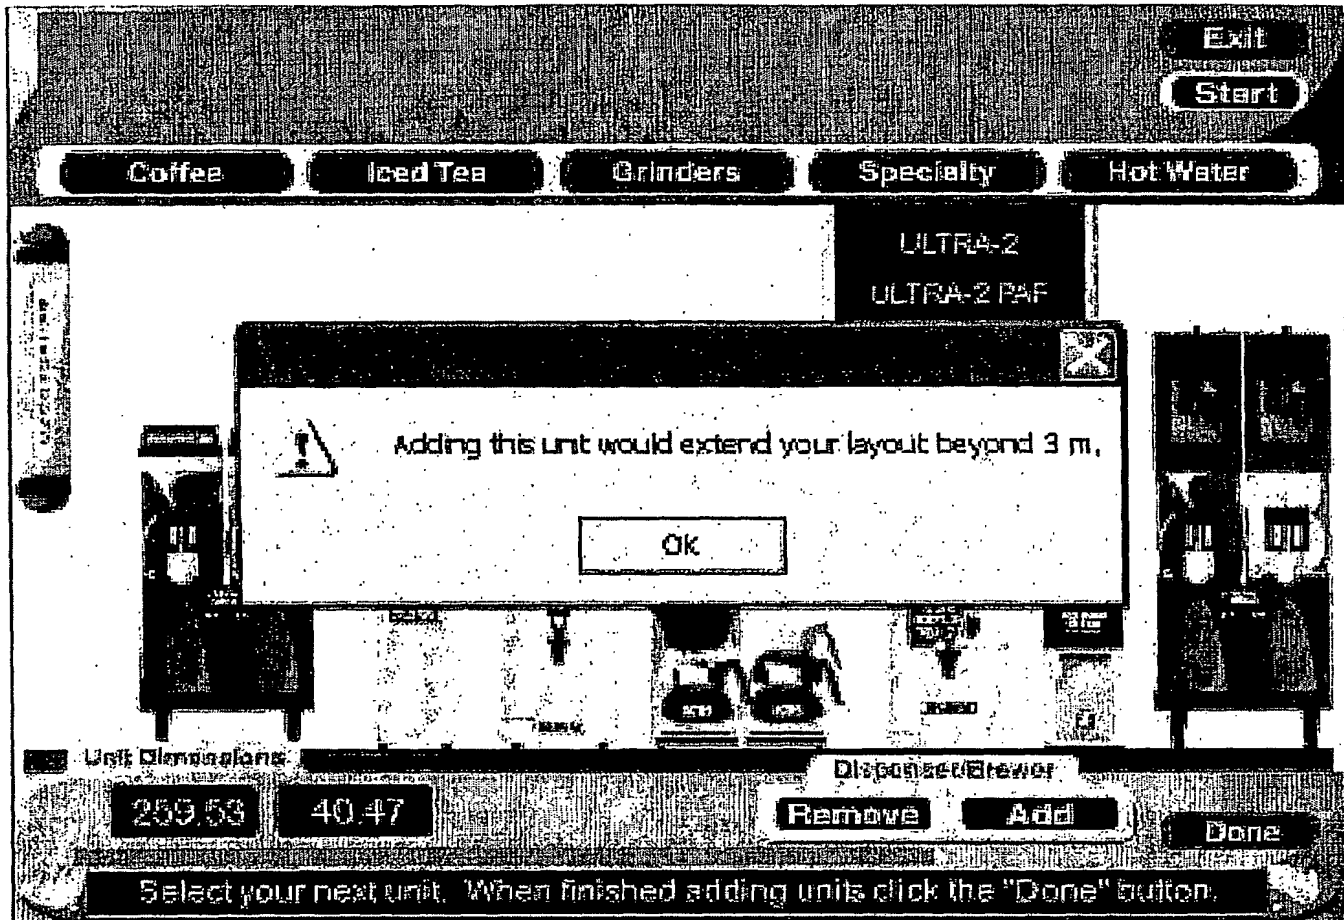 Exit
Start
Coffee
Iced Tea
Grinders
Specialty
Hot Water
ULTRA-2
ULTRA-2 PAF
Adding this unit would extend your layout beyond 3 m.
OK
Unit Dimensions
Dispenser/Brewer
259.53
40.47
Remove
Add
Done
Select your next unit. When finished adding units click the "Done" button.